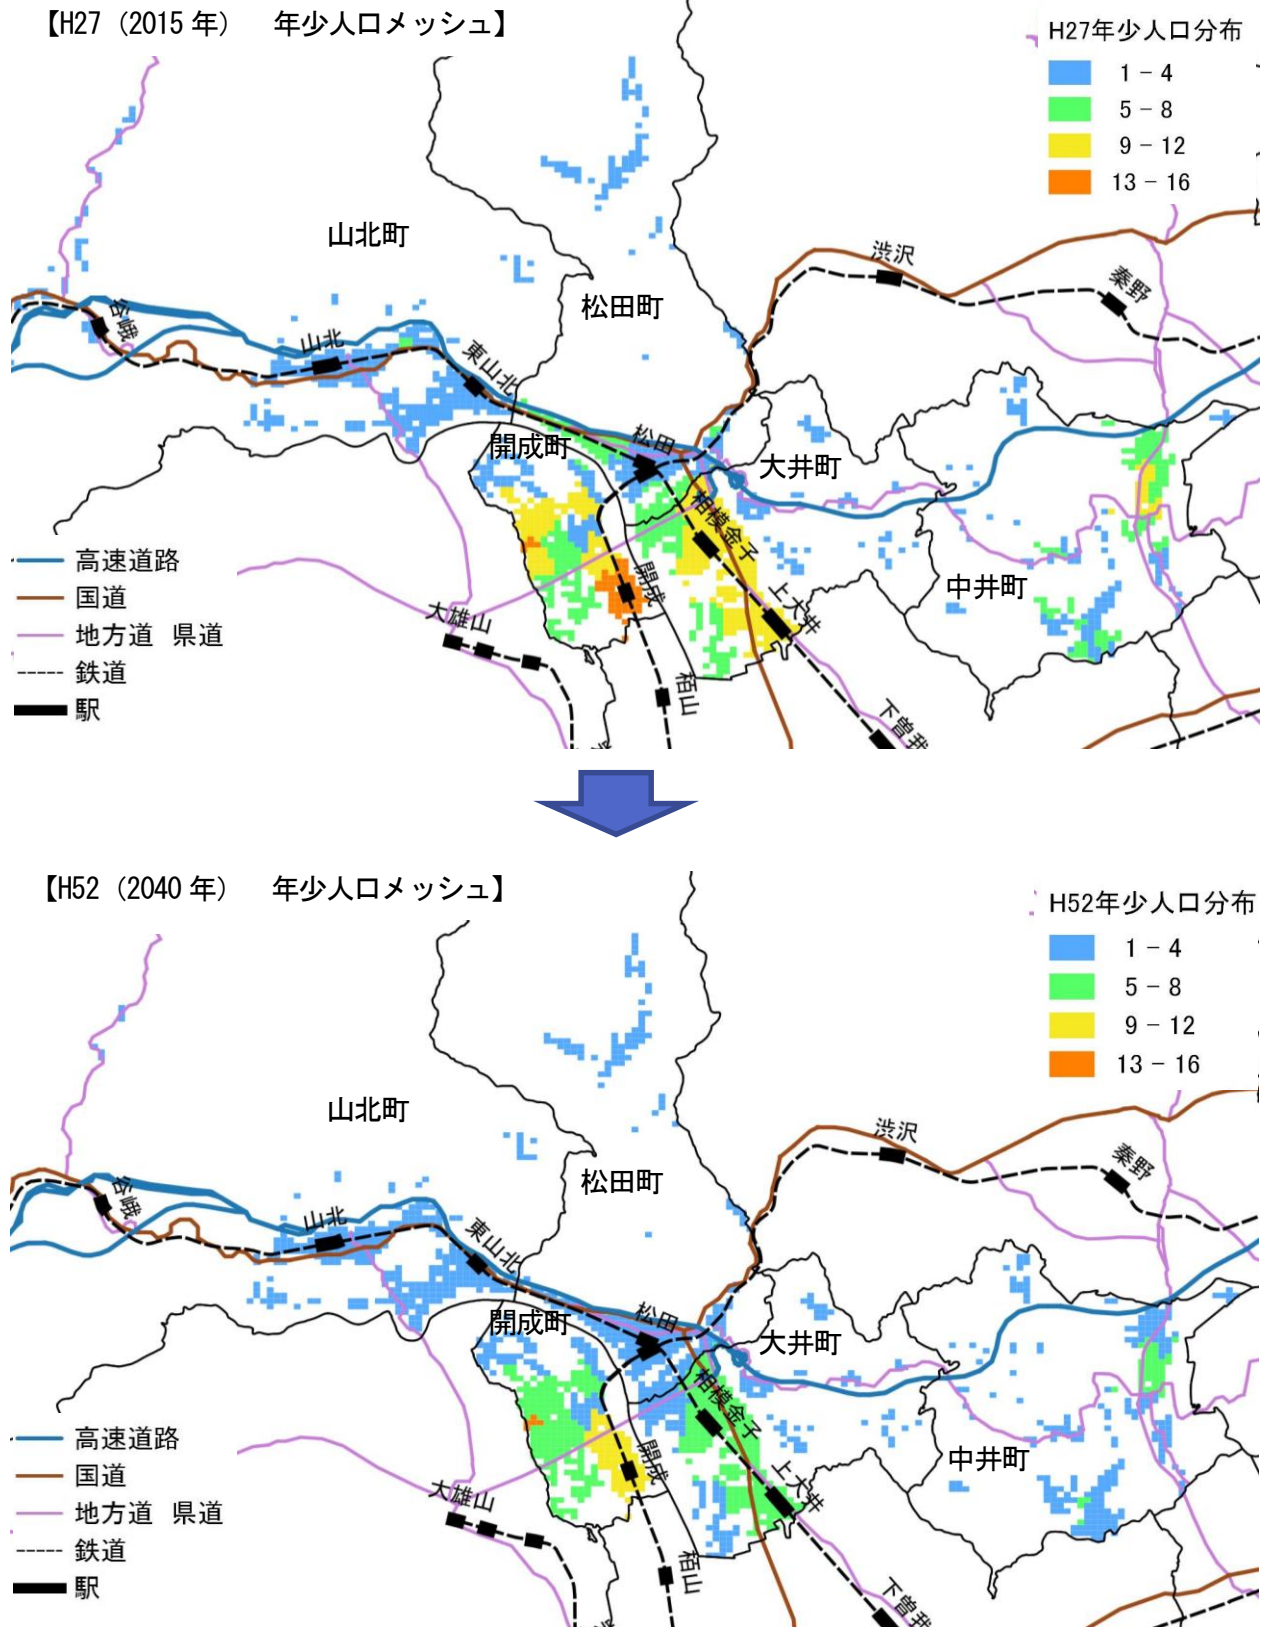 【H27（2015年） 年少人口メッシュ】
H27年少人口分布
1 − 4
5 − 8
9 − 12
13 − 16
山北町
渋沢
秦野
松田町
谷峨
山北
東山北
松田
開成町
大井町
相模金子
高速道路
開成
中井町
国道
上大井
大雄山
地方道 県道
鉄道
栢山
駅
下曽我
【H52（2040年） 年少人口メッシュ】
H52年少人口分布
1 − 4
5 − 8
9 − 12
13 − 16
山北町
渋沢
秦野
松田町
谷峨
山北
東山北
松田
開成町
大井町
相模金子
高速道路
開成
中井町
国道
上大井
大雄山
地方道 県道
鉄道
栢山
駅
下曽我